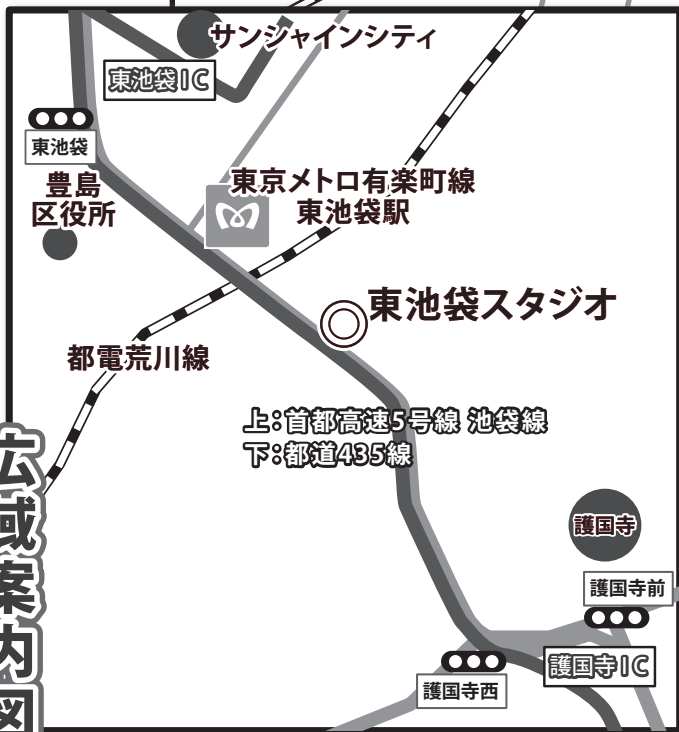 サンシャインシティ
東池袋IC
東池袋
豊島
区役所
東京メトロ有楽町線
東池袋駅
東池袋スタジオ
都電荒川線
上:首都高速5号線 池袋線
下:都道435線
広域案内図
護国寺
護国寺前
護国寺IC
護国寺西